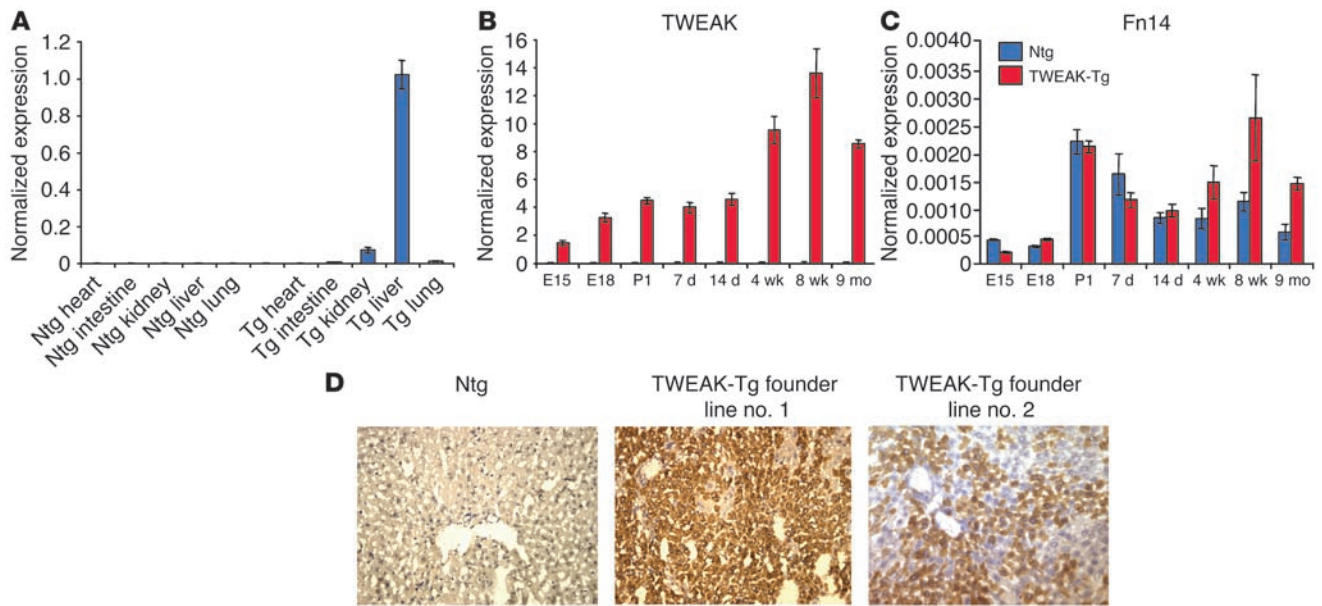 A
Normalized expression
1.2
1.0
0.8
0.6
0.4
0.2
0
Ntg heart
Ntg intestine
Ntg kidney
Ntg liver
Ntg lung
Tg heart
Tg intestine
Tg kidney
Tg liver
Tg lung
B
TWEAK
Normalized expression
16
14
12
10
8
6
4
2
0
E15 E18 P1 7 d 14 d 4 wk 8 wk 9 mo
C
Fn14
Normalized expression
0.0040
0.0035
0.0030
0.0025
0.0020
0.0015
0.0010
0.0005
0
Ntg
TWEAK-Tg
E15 E18 P1 7 d 14 d 4 wk 8 wk 9 mo
D
Ntg
TWEAK-Tg founder
line no. 1
TWEAK-Tg founder
line no. 2